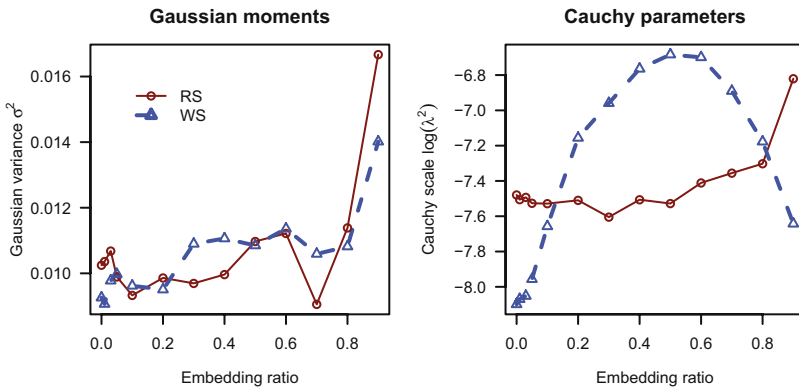 Gaussian moments
Gaussian variance σ²
0.016
0.014
0.012
0.010
RS
WS
0.0 0.2 0.4 0.6 0.8
Embedding ratio
Cauchy parameters
Cauchy scale log(λ²)
−6.8
−7.0
−7.2
−7.4
−7.6
−8.0
0.0 0.2 0.4 0.6 0.8
Embedding ratio